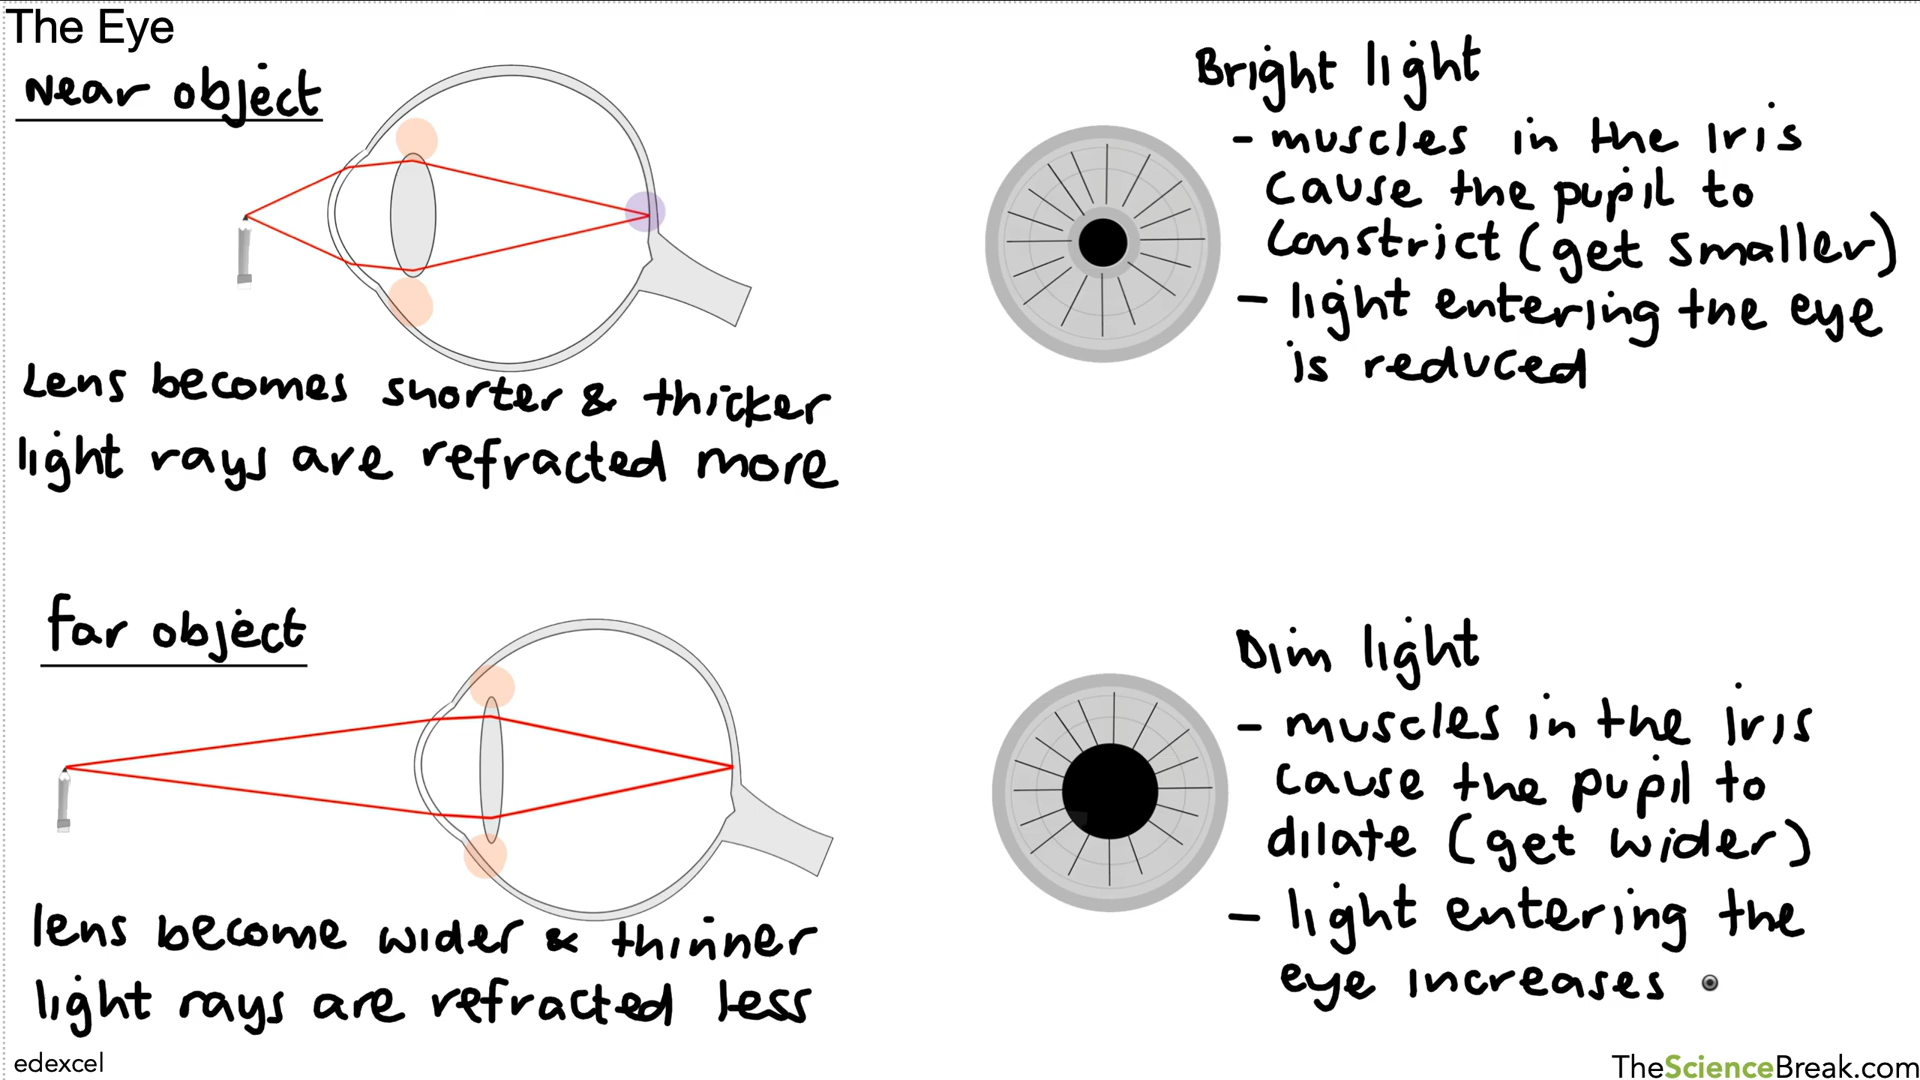 The Eye
Near object
Lens becomes shorter & thicker
light rays are refracted more
far object
lens become wider & thinner
light rays are refracted less
Bright light
- muscles in the Iris
cause the pupil to
constrict (get smaller)
- light entering the eye
is reduced
Dim light
- muscles in the iris
cause the pupil to
dilate (get wider)
- light entering the
eye increases
edexcel
TheScienceBreak.com